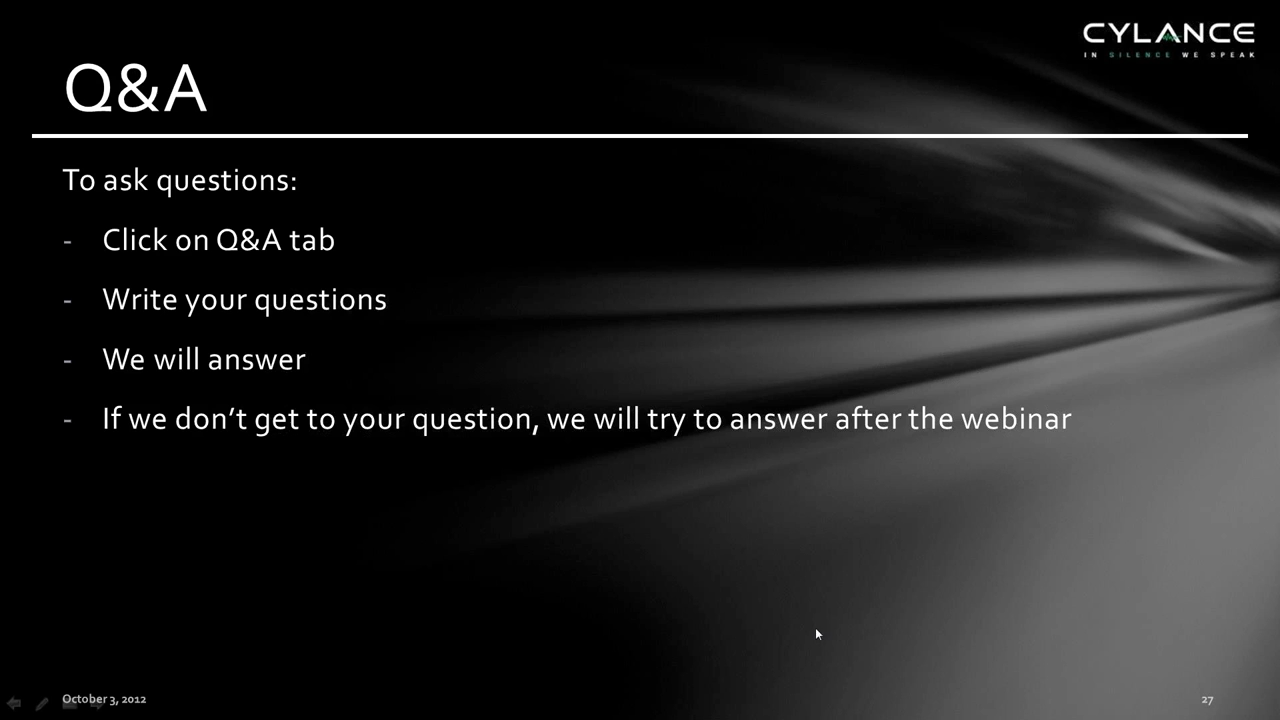 CYLANCE
IN SILENCE WE SPEAK
Q&A
To ask questions:
- Click on Q&A tab
- Write your questions
- We will answer
- If we don’t get to your question, we will try to answer after the webinar
October 3, 2012
27